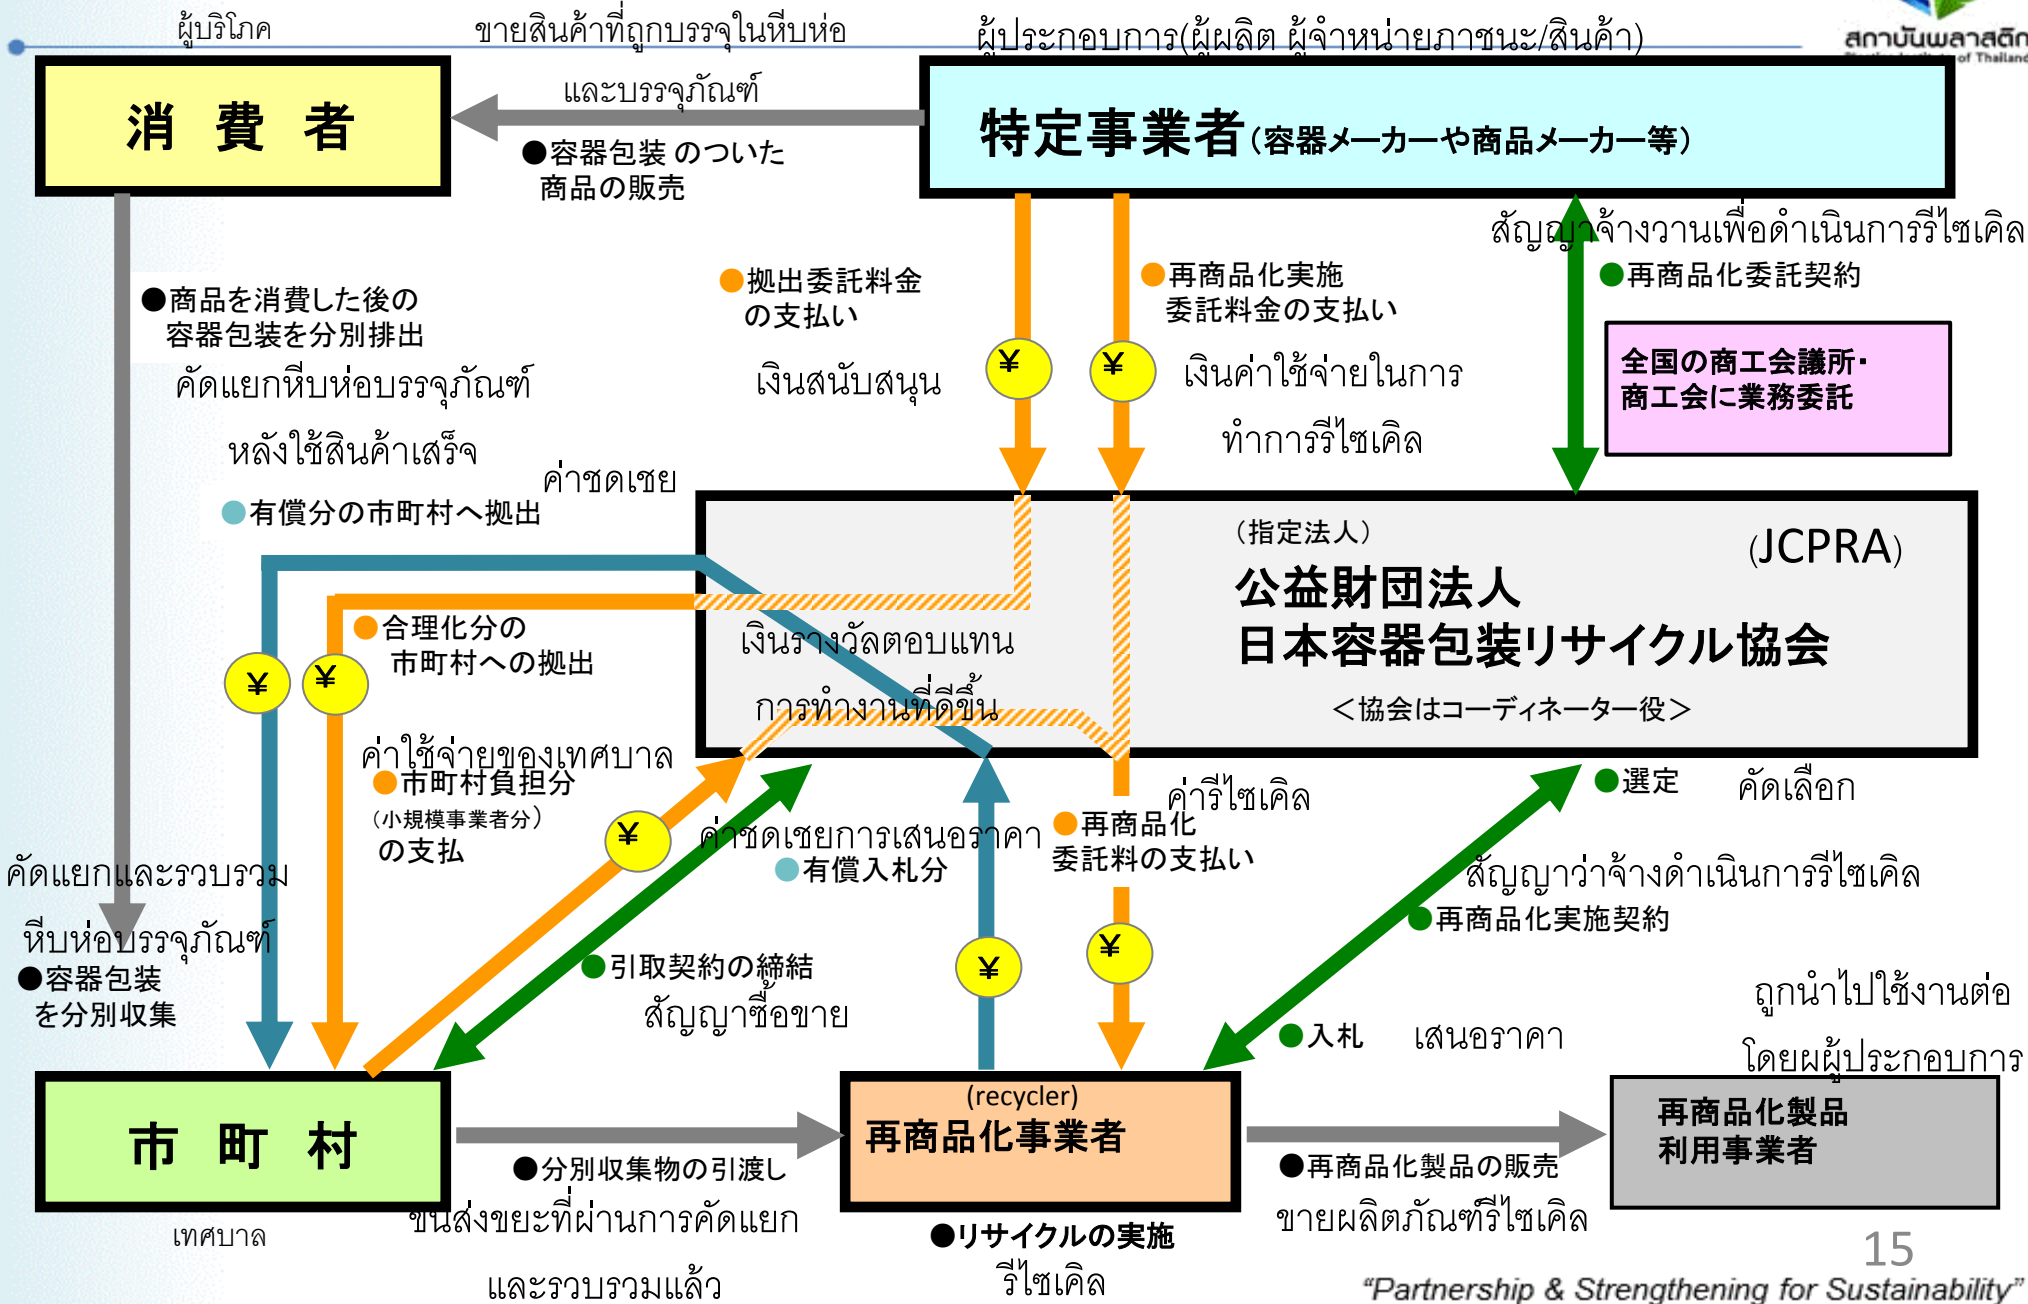 ผู้บริโภค
ขายสินค้าที่ถูกบรรจุในหีบห่อ
และบรรจุภัณฑ์
ผู้ประกอบการ(ผู้ผลิต ผู้จำหน่ายภาชนะ/สินค้า)
สถาบันพลาสติก
of Thailand
消 費 者
●容器包装 のついた
商品の販売
特定事業者(容器メーカーや商品メーカー等)
สัญญาจ้างวานเพื่อดำเนินการรีไซเคิล
●再商品化委託契約
●拠出委託料金
の支払い
●再商品化実施
委託料金の支払い
●商品を消費した後の
容器包装を分別排出
คัดแยกหีบห่อบรรจุภัณฑ์
หลังใช้สินค้าเสร็จ
¥
¥
เงินสนับสนุน
เงินค่าใช้จ่ายในการ
ทำการรีไซเคิล
全国の商工会議所・
商工会に業務委託
ค่าชดเชย
●有償分の市町村へ拠出
(指定法人)
(JCPRA)
公益財団法人
日本容器包装リサイクル協会
<協会はコーディネーター役>
●合理化分の
市町村への拠出
¥
¥
เงินรางวัลตอบแทน
การทำงานที่ดีขึ้น
ค่าใช้จ่ายของเทศบาล
●市町村負担分
(小規模事業者分)
の支払
¥
ค่าชดเชยการเสนอราคา
●有償入札分
ค่ารีไซเคิล
●再商品化
委託料の支払い
●選定
คัดเลือก
สัญญาว่าจ้างดำเนินการรีไซเคิล
●再商品化実施契約
คัดแยกและรวบรวม
หีบห่อบรรจุภัณฑ์
●容器包装
を分別収集
●引取契約の締結
สัญญาซื้อขาย
¥
¥
●入札
เสนอราคา
ถูกนำไปใช้งานต่อ
โดยผผู้ประกอบการ
市 町 村
เทศบาล
●分別収集物の引渡し
ขนส่งขยะที่ผ่านการคัดแยก
และรวบรวมแล้ว
(recycler)
再商品化事業者
●リサイクルの実施
รีไซเคิล
●再商品化製品の販売
ขายผลิตภัณฑ์รีไซเคิล
再商品化製品
利用事業者
15
“Partnership & Strengthening for Sustainability”